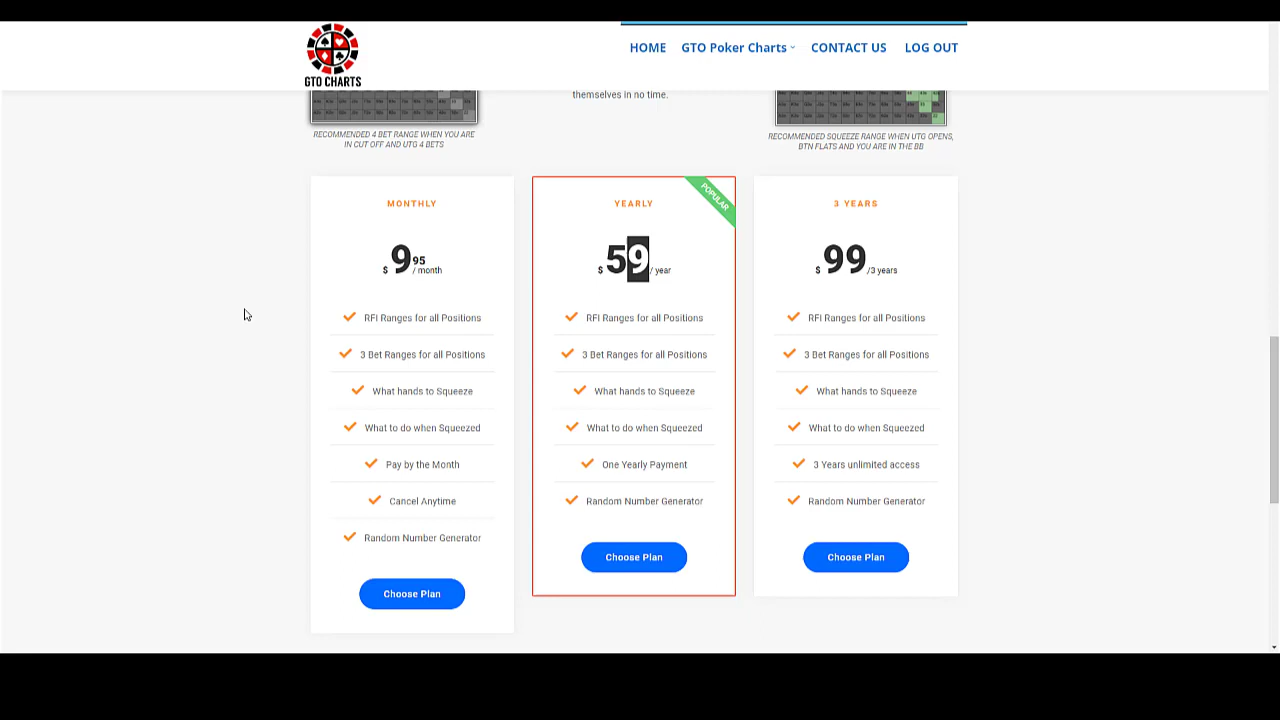 HOME GTO Poker Charts CONTACT US LOG OUT
GTO CHARTS
themselves in no time.
RECOMMENDED 4 BET RANGE WHEN YOU ARE
IN CUT OFF AND UTG 4 BETS
RECOMMENDED SQUEEZE RANGE WHEN UTG OPENS,
BTN FLATS AND YOU ARE IN THE BB
MONTHLY
$ 9 95 / month
RFI Ranges for all Positions
3 Bet Ranges for all Positions
What hands to Squeeze
What to do when Squeezed
Pay by the Month
Cancel Anytime
Random Number Generator
Choose Plan
POPULAR
YEARLY
$ 59 / year
RFI Ranges for all Positions
3 Bet Ranges for all Positions
What hands to Squeeze
What to do when Squeezed
One Yearly Payment
Random Number Generator
Choose Plan
3 YEARS
$ 99 /3 years
RFI Ranges for all Positions
3 Bet Ranges for all Positions
What hands to Squeeze
What to do when Squeezed
3 Years unlimited access
Random Number Generator
Choose Plan